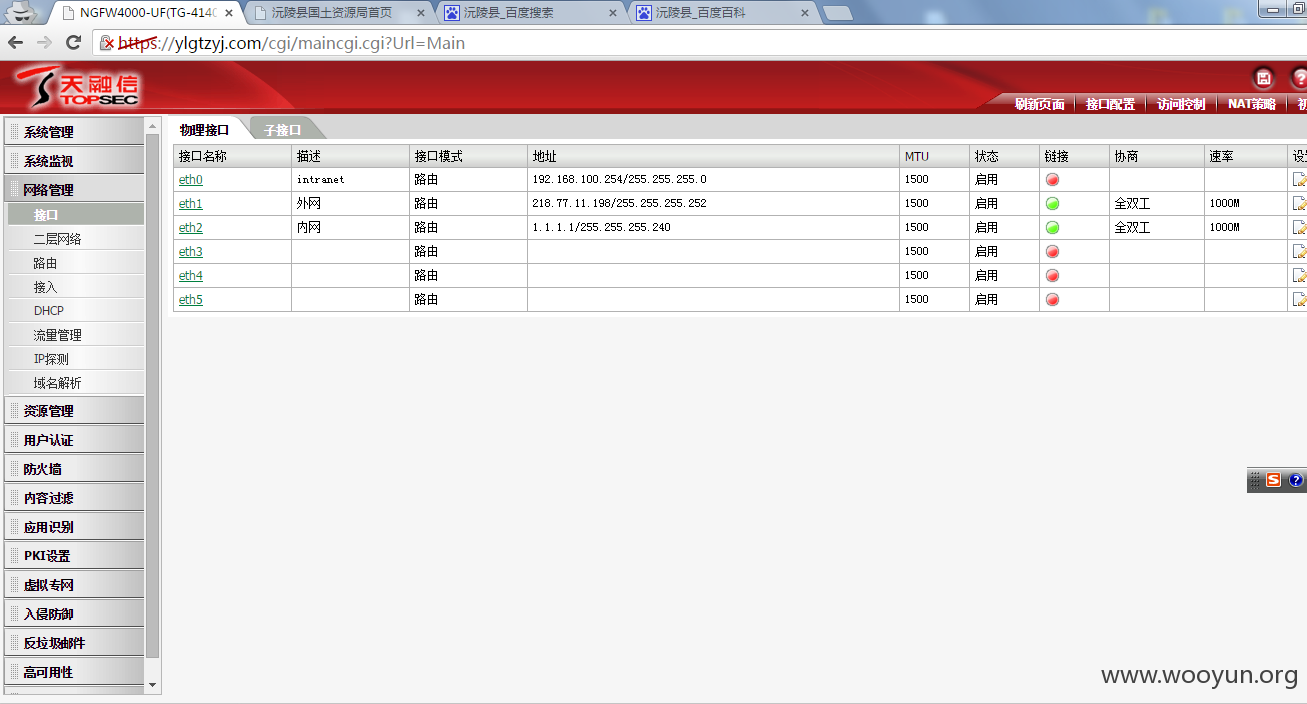 NGFW4000-UF(TG-414C 沅陵县国土资源局首页 沅陵县_百度搜索 沅陵县_百度百科
https://ylgtzyj.com/cgi/maincgi.cgi?Url=Main
天融信
TOPSEC
刷新页面 接口配置 访问控制 NAT策略
系统管理
系统监视
网络管理
接口
二层网络
路由
接入
DHCP
流量管理
IP探测
域名解析
资源管理
用户认证
防火墙
内容过滤
应用识别
PKI设置
虚拟专网
入侵防御
反垃圾邮件
高可用性
物理接口 子接口
接口名称 描述 接口模式 地址 MTU 状态 链接 协商 速率
eth0 intranet 路由 192.168.100.254/255.255.255.0 1500 启用
eth1 外网 路由 218.77.11.198/255.255.255.252 1500 启用 全双工 1000M
eth2 内网 路由 1.1.1.1/255.255.255.240 1500 启用 全双工 1000M
eth3 路由 1500 启用
eth4 路由 1500 启用
eth5 路由 1500 启用
www.wooyun.org